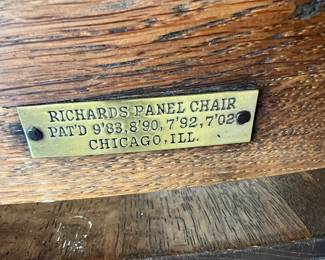 RICHARDS PANEL CHAIR
PAT'D 9'83, 8'90, 7'92, 7'02
CHICAGO, ILL.